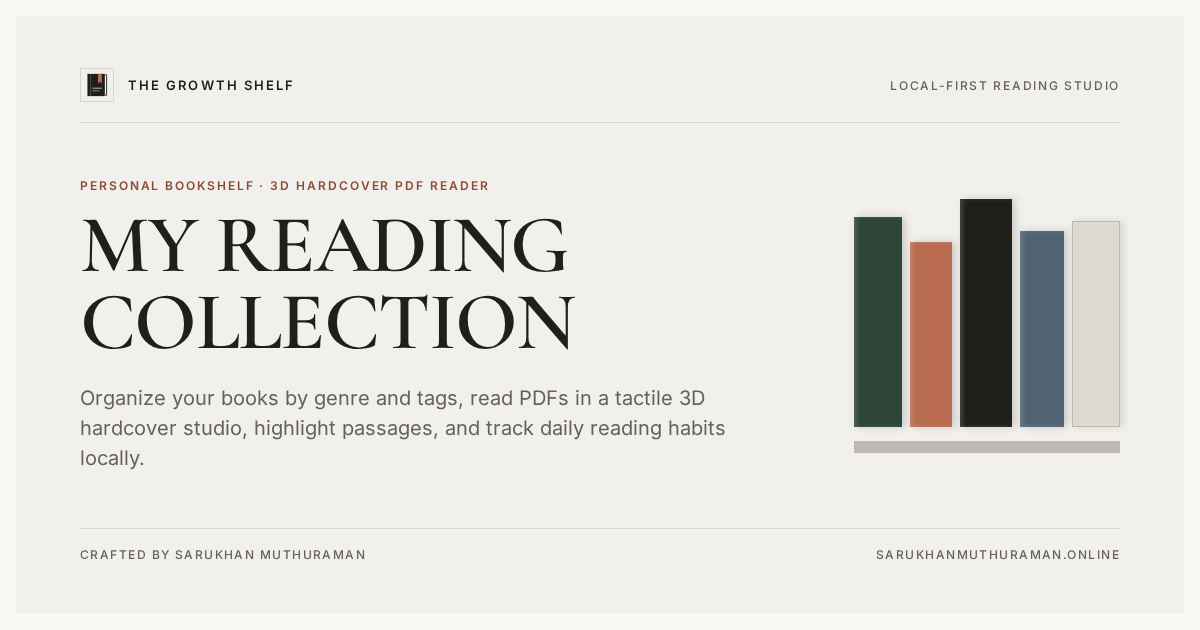 THE GROWTH SHELF
LOCAL-FIRST READING STUDIO
PERSONAL BOOKSHELF · 3D HARDCOVER PDF READER
MY READING
COLLECTION
Organize your books by genre and tags, read PDFs in a tactile 3D
hardcover studio, highlight passages, and track daily reading habits
locally.
CRAFTED BY SARUKHAN MUTHURAMAN
SARUKHANMUTHURAMAN.ONLINE